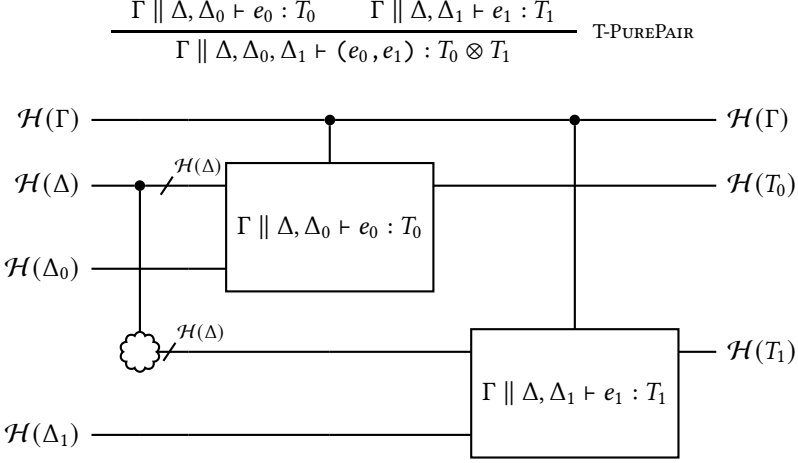 Γ ∥ Δ, Δ₀ ⊢ e₀ : T₀ Γ ∥ Δ, Δ₁ ⊢ e₁ : T₁
T-PurePair
Γ ∥ Δ, Δ₀, Δ₁ ⊢ (e₀, e₁) : T₀ ⊗ T₁
ℋ(Γ) ℋ(Γ)
ℋ(Δ)
ℋ(Δ) ℋ(T₀)
Γ ∥ Δ, Δ₀ ⊢ e₀ : T₀
ℋ(Δ₀)
ℋ(Δ)
ℋ(T₁)
Γ ∥ Δ, Δ₁ ⊢ e₁ : T₁
ℋ(Δ₁)